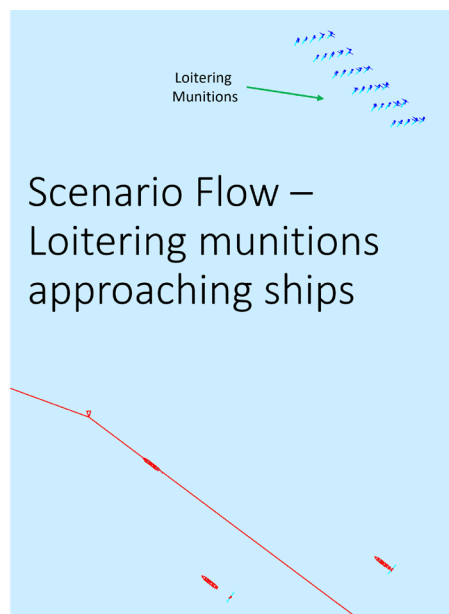 Loitering
Munitions
Scenario Flow –
Loitering munitions
approaching ships